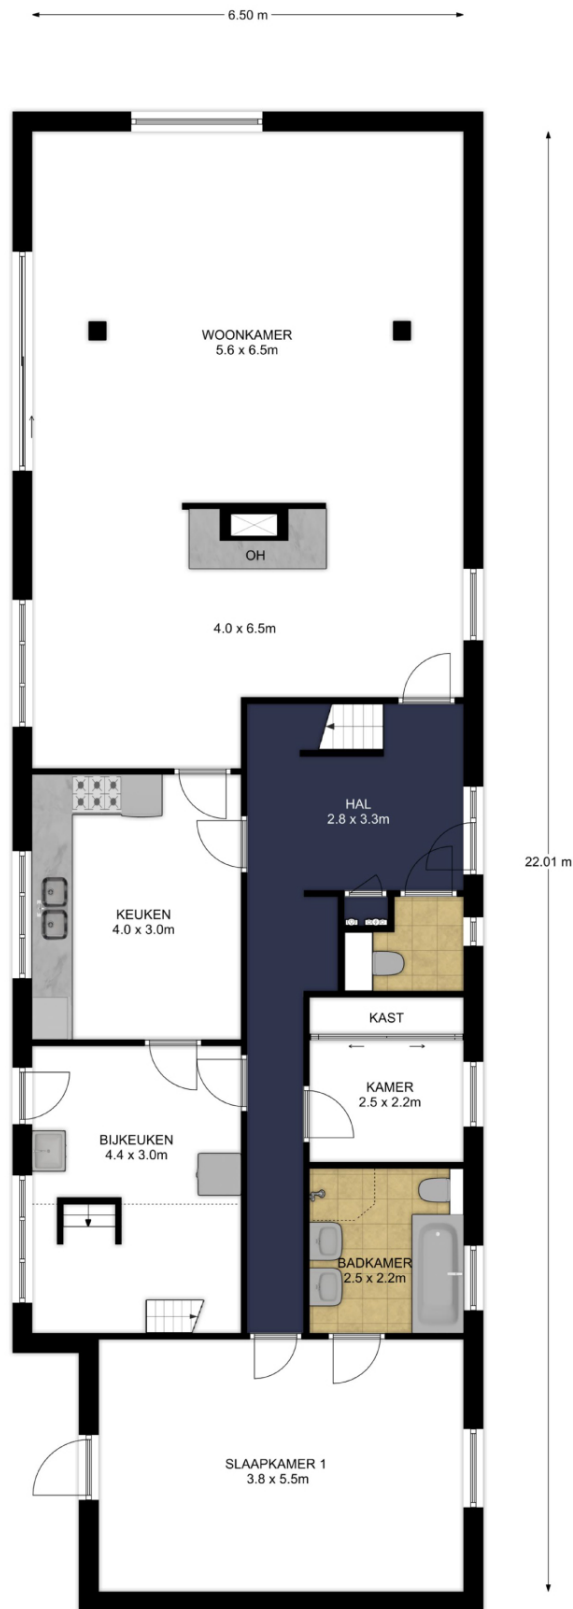 6.50 m
WOONKAMER
5.6 x 6.5m
OH
4.0 x 6.5m
HAL
2.8 x 3.3m
22.01 m
KEUKEN
4.0 x 3.0m
KAST
KAMER
2.5 x 2.2m
BIJKEUKEN
4.4 x 3.0m
BADKAMER
2.5 x 2.2m
SLAAPKAMER 1
3.8 x 5.5m